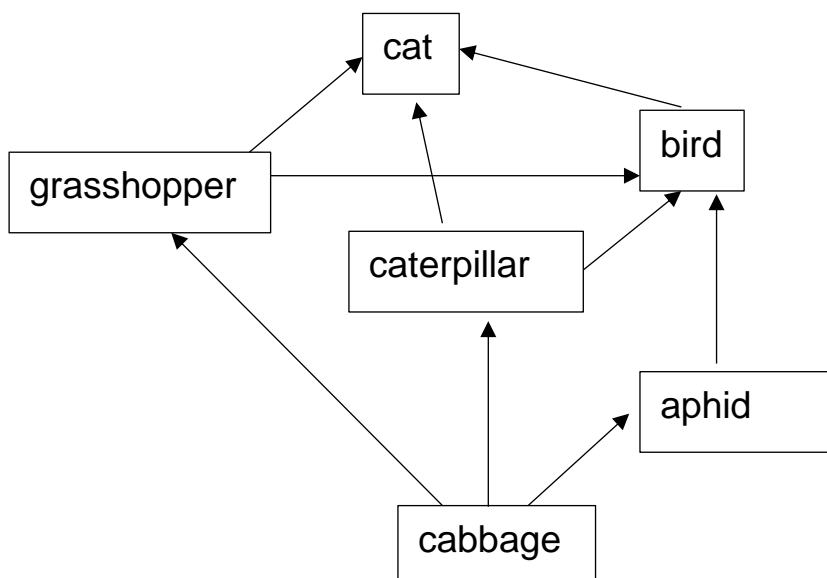 cat
bird
grasshopper
caterpillar
aphid
cabbage